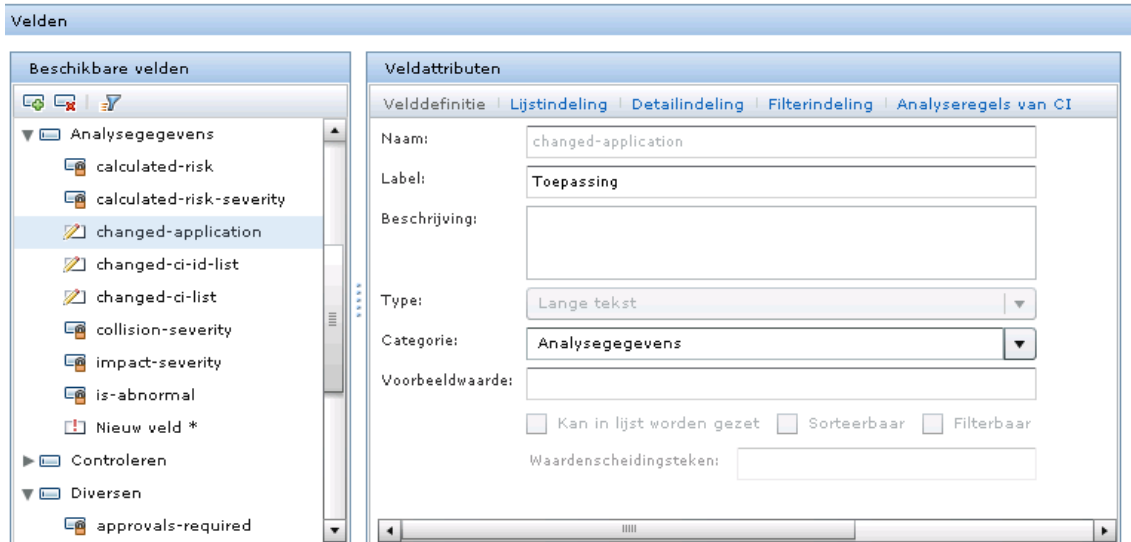 Velden
Beschikbare velden
Analysegegevens
calculated-risk
calculated-risk-severity
changed-application
changed-ci-id-list
changed-ci-list
collision-severity
impact-severity
is-abnormal
Nieuw veld *
Controleren
Diversen
approvals-required
Veldattributen
Velddefinitie Lijstindeling Detailindeling Filterindeling Analyseregels van CI
Naam: changed-application
Label: Toepassing
Beschrijving:
Type: Lange tekst
Categorie: Analysegegevens
Voorbeeldwaarde:
Kan in lijst worden gezet Sorteerbaar Filterbaar
Waardenscheidingsteken: